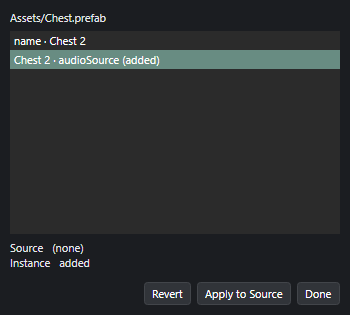 Assets/Chest.prefab
name · Chest 2
Chest 2 · audioSource (added)
Source (none)
Instance added
Revert Apply to Source Done